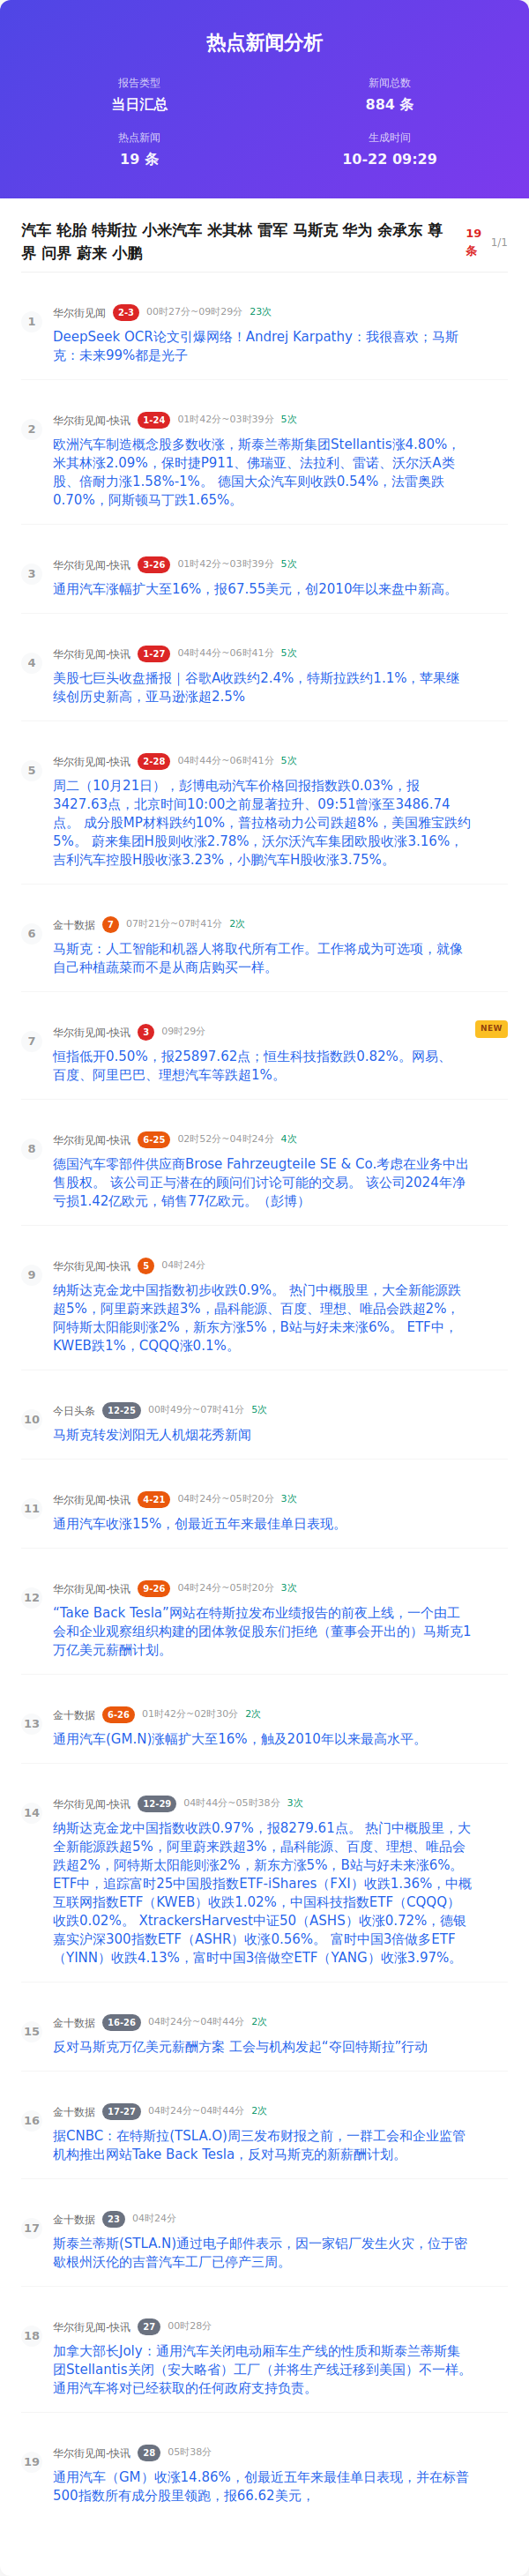 热点新闻分析
报告类型
当日汇总
新闻总数
884 条
热点新闻
19 条
生成时间
10-22 09:29
汽车 轮胎 特斯拉 小米汽车 米其林 雷军 马斯克 华为 余承东 尊
界 问界 蔚来 小鹏
19
条
1/1
1
华尔街见闻 2-3 00时27分~09时29分 23次
DeepSeek OCR论文引爆网络！Andrej Karpathy：我很喜欢；马斯
克：未来99%都是光子
2
华尔街见闻-快讯 1-24 01时42分~03时39分 5次
欧洲汽车制造概念股多数收涨，斯泰兰蒂斯集团Stellantis涨4.80%，
米其林涨2.09%，保时捷P911、佛瑞亚、法拉利、雷诺、沃尔沃A类
股、倍耐力涨1.58%-1%。 德国大众汽车则收跌0.54%，法雷奥跌
0.70%，阿斯顿马丁跌1.65%。
3
华尔街见闻-快讯 3-26 01时42分~03时39分 5次
通用汽车涨幅扩大至16%，报67.55美元，创2010年以来盘中新高。
4
华尔街见闻-快讯 1-27 04时44分~06时41分 5次
美股七巨头收盘播报｜谷歌A收跌约2.4%，特斯拉跌约1.1%，苹果继
续创历史新高，亚马逊涨超2.5%
5
华尔街见闻-快讯 2-28 04时44分~06时41分 5次
周二（10月21日），彭博电动汽车价格回报指数跌0.03%，报
3427.63点，北京时间10:00之前显著拉升、09:51曾涨至3486.74
点。 成分股MP材料跌约10%，普拉格动力公司跌超8%，美国雅宝跌约
5%。 蔚来集团H股则收涨2.78%，沃尔沃汽车集团欧股收涨3.16%，
吉利汽车控股H股收涨3.23%，小鹏汽车H股收涨3.75%。
6
金十数据 7 07时21分~07时41分 2次
马斯克：人工智能和机器人将取代所有工作。工作将成为可选项，就像
自己种植蔬菜而不是从商店购买一样。
7
华尔街见闻-快讯 3 09时29分
NEW
恒指低开0.50%，报25897.62点；恒生科技指数跌0.82%。网易、
百度、阿里巴巴、理想汽车等跌超1%。
8
华尔街见闻-快讯 6-25 02时52分~04时24分 4次
德国汽车零部件供应商Brose Fahrzeugteile SE & Co.考虑在业务中出
售股权。 该公司正与潜在的顾问们讨论可能的交易。 该公司2024年净
亏损1.42亿欧元，销售77亿欧元。（彭博）
9
华尔街见闻-快讯 5 04时24分
纳斯达克金龙中国指数初步收跌0.9%。 热门中概股里，大全新能源跌
超5%，阿里蔚来跌超3%，晶科能源、百度、理想、唯品会跌超2%，
阿特斯太阳能则涨2%，新东方涨5%，B站与好未来涨6%。 ETF中，
KWEB跌1%，CQQQ涨0.1%。
10
今日头条 12-25 00时49分~07时41分 5次
马斯克转发浏阳无人机烟花秀新闻
11
华尔街见闻-快讯 4-21 04时24分~05时20分 3次
通用汽车收涨15%，创最近五年来最佳单日表现。
12
华尔街见闻-快讯 9-26 04时24分~05时20分 3次
“Take Back Tesla”网站在特斯拉发布业绩报告的前夜上线，一个由工
会和企业观察组织构建的团体敦促股东们拒绝（董事会开出的）马斯克1
万亿美元薪酬计划。
13
金十数据 6-26 01时42分~02时30分 2次
通用汽车(GM.N)涨幅扩大至16%，触及2010年以来最高水平。
14
华尔街见闻-快讯 12-29 04时44分~05时38分 3次
纳斯达克金龙中国指数收跌0.97%，报8279.61点。 热门中概股里，大
全新能源跌超5%，阿里蔚来跌超3%，晶科能源、百度、理想、唯品会
跌超2%，阿特斯太阳能则涨2%，新东方涨5%，B站与好未来涨6%。
ETF中，追踪富时25中国股指数ETF-iShares（FXI）收跌1.36%，中概
互联网指数ETF（KWEB）收跌1.02%，中国科技指数ETF（CQQQ）
收跌0.02%。 XtrackersHarvest中证50（ASHS）收涨0.72%，德银
嘉实沪深300指数ETF（ASHR）收涨0.56%。 富时中国3倍做多ETF
（YINN）收跌4.13%，富时中国3倍做空ETF（YANG）收涨3.97%。
15
金十数据 16-26 04时24分~04时44分 2次
反对马斯克万亿美元薪酬方案 工会与机构发起“夺回特斯拉”行动
16
金十数据 17-27 04时24分~04时44分 2次
据CNBC：在特斯拉(TSLA.O)周三发布财报之前，一群工会和企业监管
机构推出网站Take Back Tesla，反对马斯克的新薪酬计划。
17
金十数据 23 04时24分
斯泰兰蒂斯(STLA.N)通过电子邮件表示，因一家铝厂发生火灾，位于密
歇根州沃伦的吉普汽车工厂已停产三周。
18
华尔街见闻-快讯 27 00时28分
加拿大部长Joly：通用汽车关闭电动厢车生产线的性质和斯泰兰蒂斯集
团Stellantis关闭（安大略省）工厂（并将生产线迁移到美国）不一样。
通用汽车将对已经获取的任何政府支持负责。
19
华尔街见闻-快讯 28 05时38分
通用汽车（GM）收涨14.86%，创最近五年来最佳单日表现，并在标普
500指数所有成分股里领跑，报66.62美元，